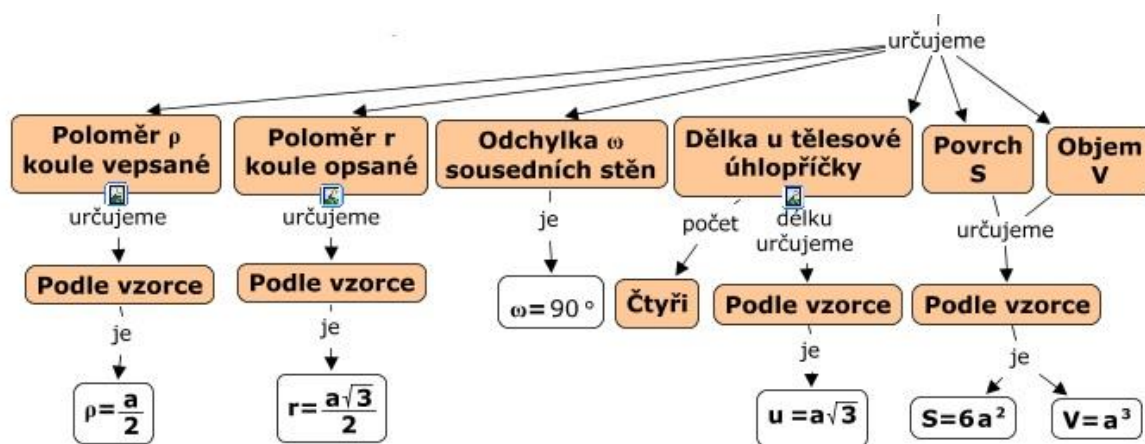 určujeme
Poloměr ρ
koule vepsané
Poloměr r
koule opsané
Odchylka ω
sousedních stěn
Dělka u tělesové
úhlopříčky
Povrch
S
Objem
V
určujeme
určujeme
je
počet
délku
určujeme
určujeme
Podle vzorce
Podle vzorce
ω= 90 °
Čtyři
Podle vzorce
Podle vzorce
je
je
je
je
ρ=a/2
r=a√3/2
u =a√3
S=6a²
V=a³